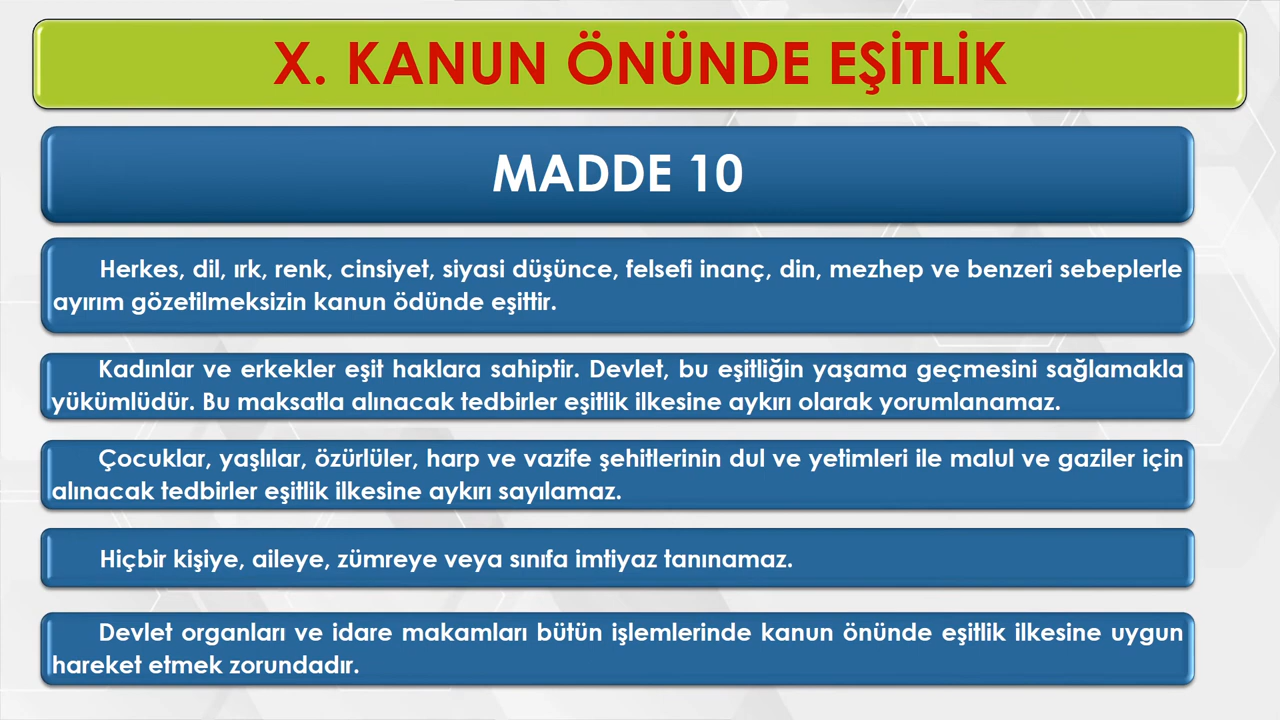 X. KANUN ÖNÜNDE EŞİTLİK
MADDE 10
Herkes, dil, ırk, renk, cinsiyet, siyasi düşünce, felsefi inanç, din, mezhep ve benzeri sebeplerle
ayırım gözetilmeksizin kanun ödünde eşittir.
Kadınlar ve erkekler eşit haklara sahiptir. Devlet, bu eşitliğin yaşama geçmesini sağlamakla
yükümlüdür. Bu maksatla alınacak tedbirler eşitlik ilkesine aykırı olarak yorumlanamaz.
Çocuklar, yaşlılar, özürlüler, harp ve vazife şehitlerinin dul ve yetimleri ile malul ve gaziler için
alınacak tedbirler eşitlik ilkesine aykırı sayılamaz.
Hiçbir kişiye, aileye, zümreye veya sınıfa imtiyaz tanınamaz.
Devlet organları ve idare makamları bütün işlemlerinde kanun önünde eşitlik ilkesine uygun
hareket etmek zorundadır.